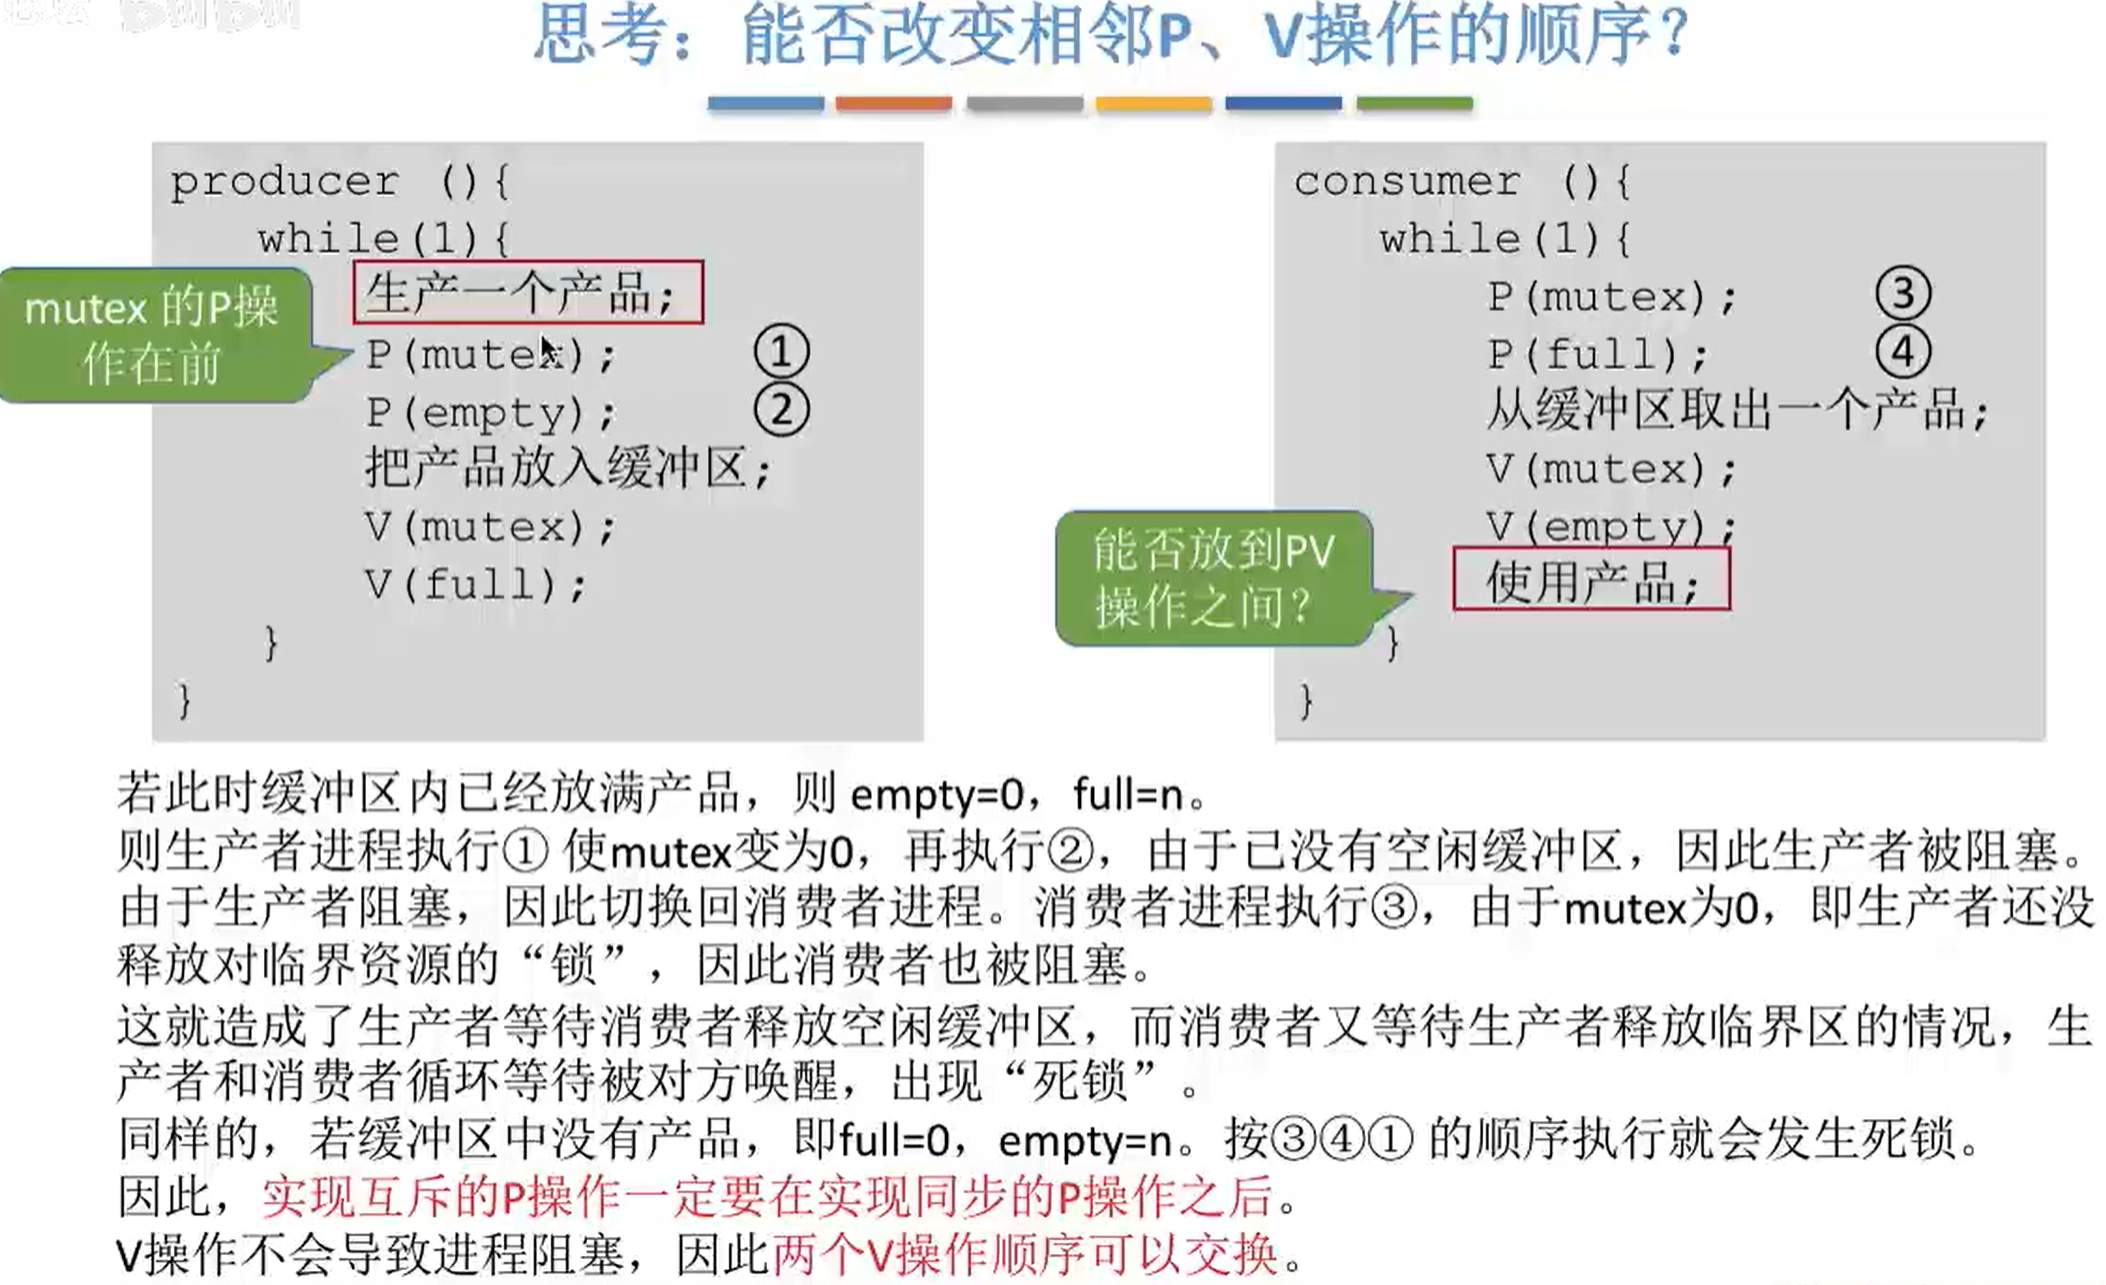 思考：能否改变相邻P、V操作的顺序？
producer （）{
while(1){
生产一个产品；
mutex 的P操
作在前
P(mutex); ①
P(empty); ②
把产品放入缓冲区；
V(mutex);
V(full);
}
}
consumer （）{
while(1){
P(mutex); ③
P(full); ④
从缓冲区取出一个产品；
V(mutex);
V(empty);
能否放到PV
操作之间？
使用产品；
}
}
若此时缓冲区内已经放满产品，则 empty=0，full=n。
则生产者进程执行① 使mutex变为0，再执行②，由于已没有空闲缓冲区，因此生产者被阻塞。
由于生产者阻塞，因此切换回消费者进程。消费者进程执行③，由于mutex为0，即生产者还没
释放对临界资源的“锁”，因此消费者也被阻塞。
这就造成了生产者等待消费者释放空闲缓冲区，而消费者又等待生产者释放临界区的情况，生
产者和消费者循环等待被对方唤醒，出现“死锁”。
同样的，若缓冲区中没有产品，即full=0，empty=n。按③④① 的顺序执行就会发生死锁。
因此，实现互斥的P操作一定要在实现同步的P操作之后。
V操作不会导致进程阻塞，因此两个V操作顺序可以交换。